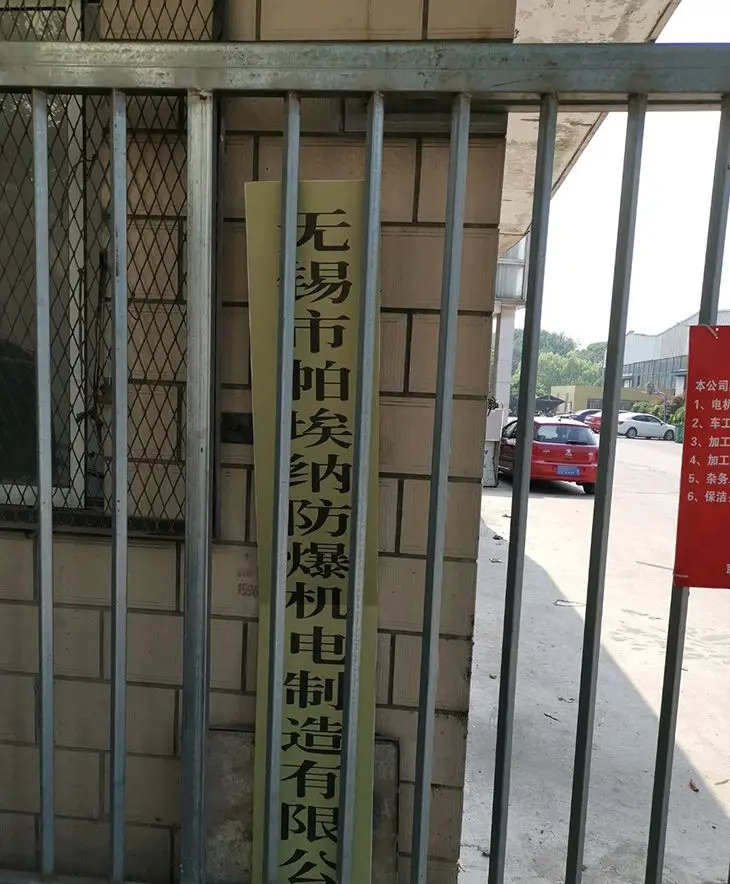 无锡市帕埃纳防爆机电制造有限公
本公司
1、电机
2、车工
3、加工
4、加工
5、杂务
6、保洁